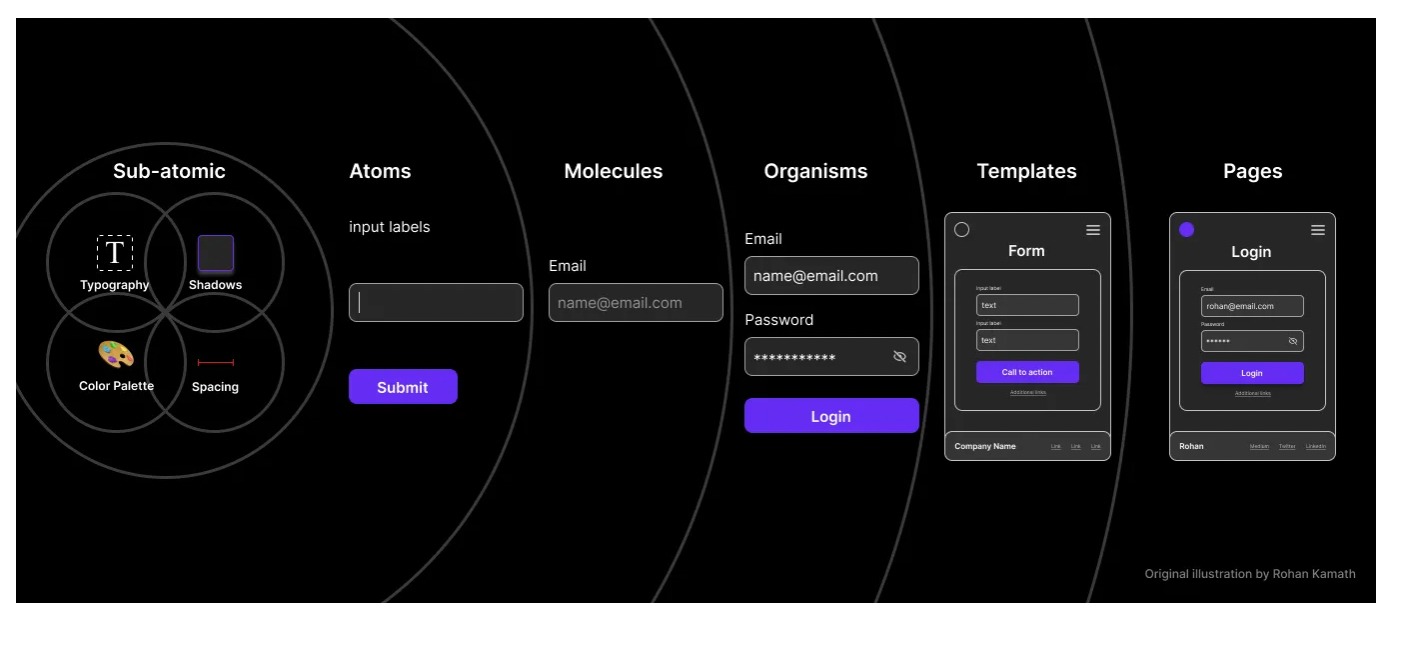 Sub-atomic
T
Typography
Shadows
Color Palette
Spacing
Atoms
input labels
Submit
Molecules
Email
name@email.com
Organisms
Email
name@email.com
Password
***********
Login
Templates
Form
Input label
text
Input label
text
Call to action
Additional links
Company Name
Link Link Link
Pages
Login
Email
rohan@email.com
Password
******
Login
Additional links
Rohan
Medium Twitter LinkedIn
Original illustration by Rohan Kamath